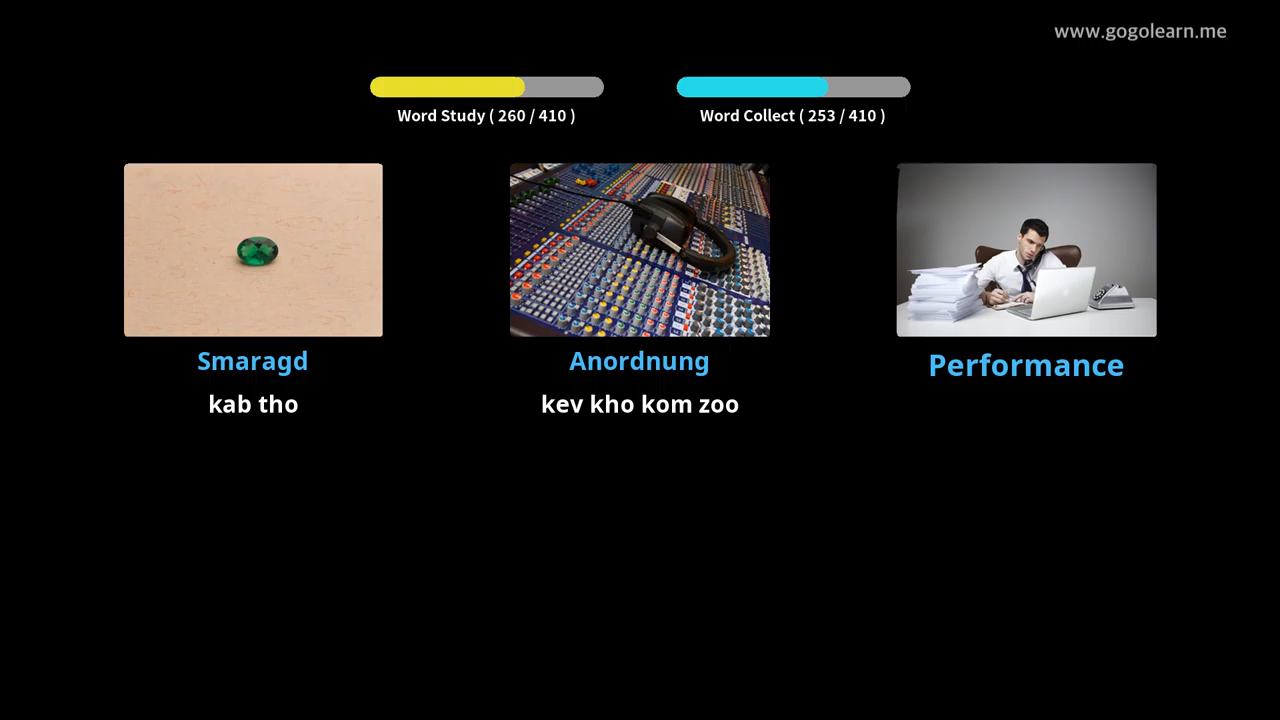 www.gogolearn.me
Word Study ( 260 / 410 )
Word Collect ( 253 / 410 )
Smaragd
kab tho
Anordnung
kev kho kom zoo
Performance